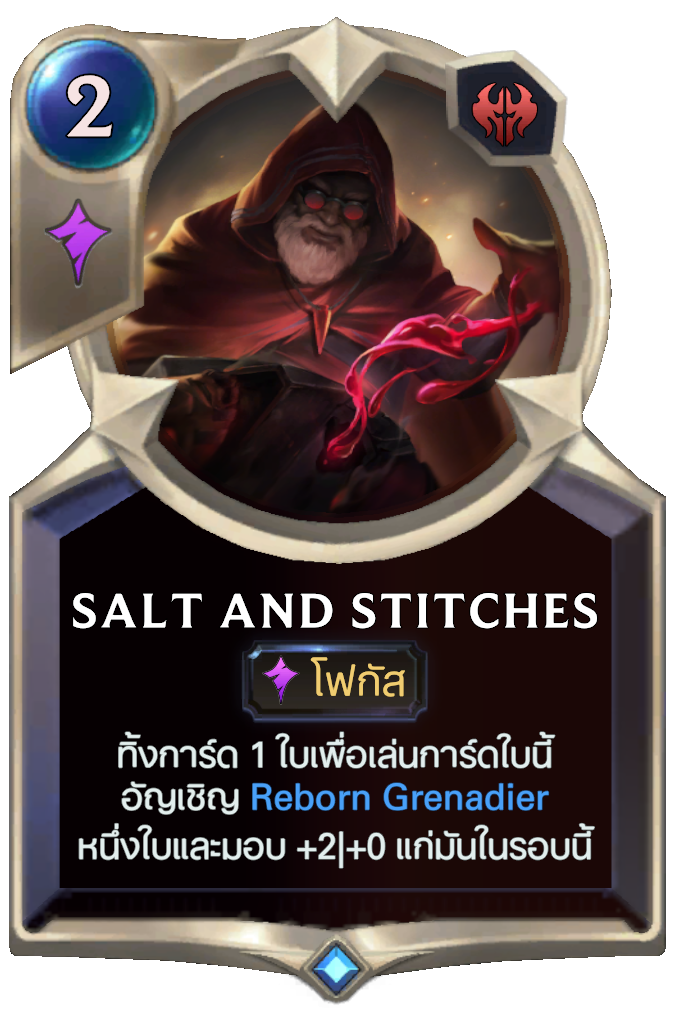 2
SALT AND STITCHES
โฟกัส
ทิ้งการ์ด 1 ใบเพื่อเล่นการ์ดใบนี้
อัญเชิญ Reborn Grenadier
หนึ่งใบและมอบ +2|+0 แก่มันในรอบนี้